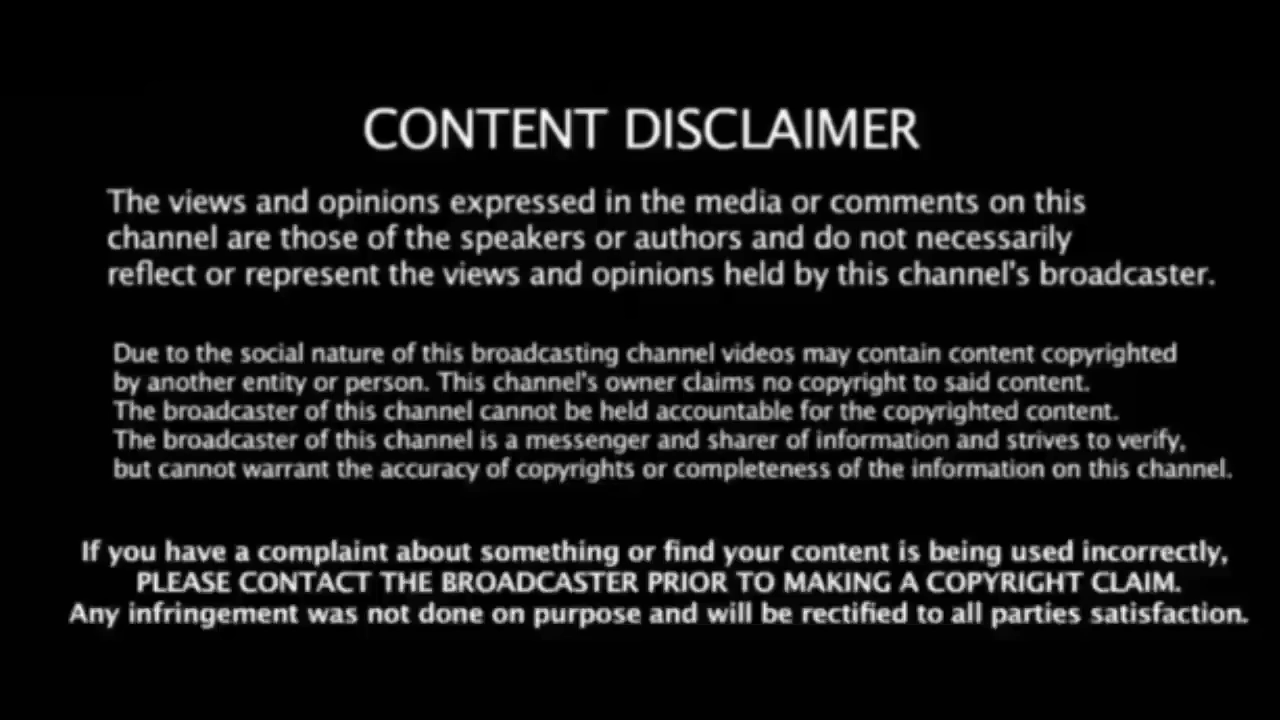 CONTENT DISCLAIMER
The views and opinions expressed in the media or comments on this
channel are those of the speakers or authors and do not necessarily
reflect or represent the views and opinions held by this channel's broadcaster.
Due to the social nature of this broadcasting channel videos may contain content copyrighted
by another entity or person. This channel's owner claims no copyright to said content.
The broadcaster of this channel cannot be held accountable for the copyrighted content.
The broadcaster of this channel is a messenger and sharer of information and strives to verify,
but cannot warrant the accuracy of copyrights or completeness of the information on this channel.
If you have a complaint about something or find your content is being used incorrectly,
PLEASE CONTACT THE BROADCASTER PRIOR TO MAKING A COPYRIGHT CLAIM.
Any infringement was not done on purpose and will be rectified to all parties satisfaction.